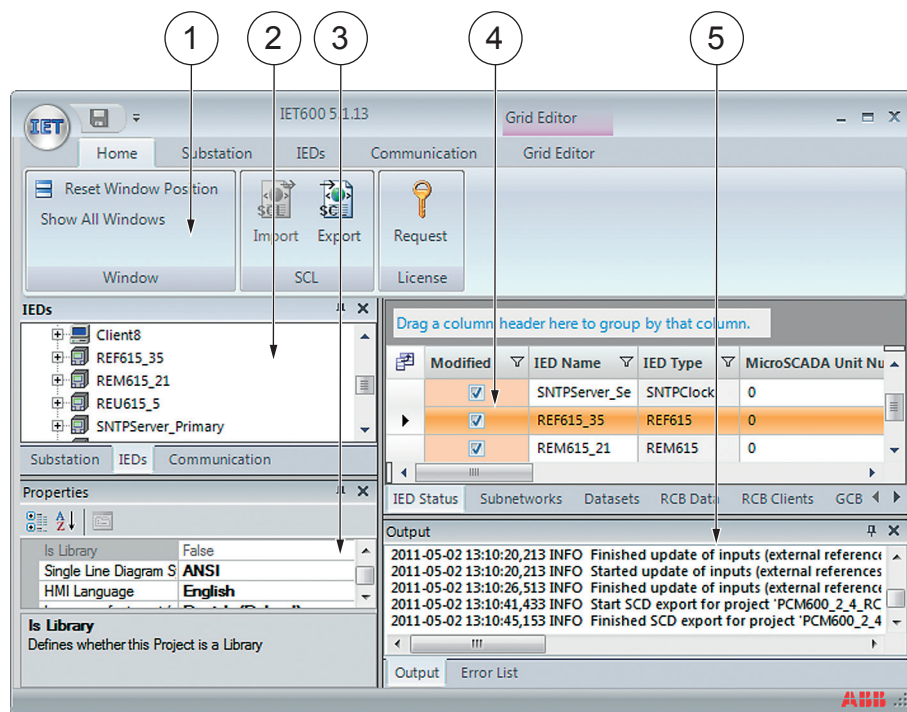 1 2 3 4 5
IET
IET600 5.1.13
Grid Editor
Home Substation IEDs Communication Grid Editor
Reset Window Position
Show All Windows
Import Export
Request
Window SCL License
IEDs
Client8
REF615_35
REM615_21
REU615_5
SNTPServer_Primary
Substation IEDs Communication
Properties
Is Library False
Single Line Diagram S ANSI
HMI Language English
Is Library
Defines whether this Project is a Library
Drag a column header here to group by that column.
Modified IED Name IED Type MicroSCADA Unit Nu
SNTPServer_Se SNTPClock 0
REF615_35 REF615 0
REM615_21 REM615 0
IED Status Subnetworks Datasets RCB Data RCB Clients GCB
Output
2011-05-02 13:10:20,213 INFO Finished update of inputs (external reference
2011-05-02 13:10:20,213 INFO Started update of inputs (external references
2011-05-02 13:10:26,513 INFO Finished update of inputs (external reference
2011-05-02 13:10:41,433 INFO Start SCD export for project 'PCM600_2_4_RC
2011-05-02 13:10:45,153 INFO Finished SCD export for project 'PCM600_2_4
Output Error List
ABB